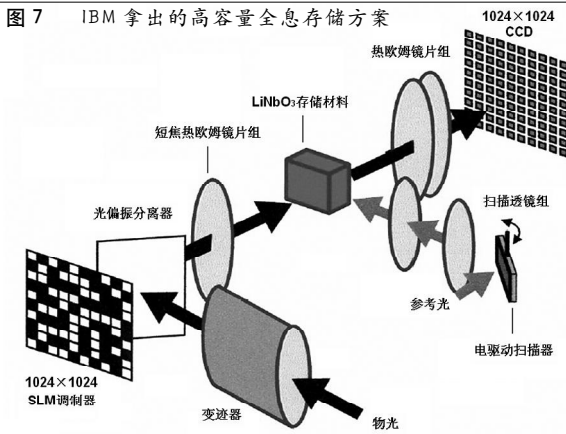 图 7 IBM 拿出的高容量全息存储方案
1024×1024
CCD
热欧姆镜片组
LiNbO₃存储材料
短焦热欧姆镜片组
光偏振分离器
扫描透镜组
参考光
电驱动扫描器
1024×1024
SLM调制器
变迹器
物光